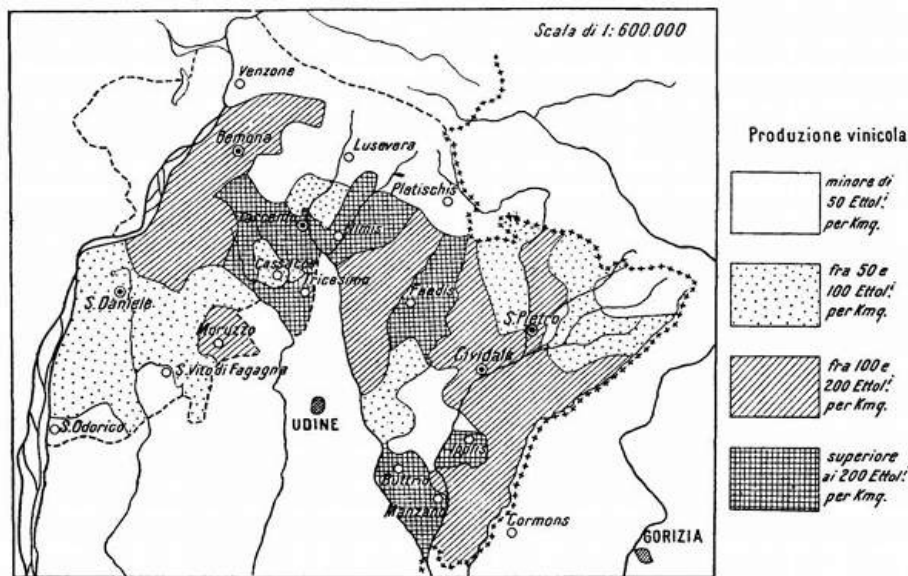 Scala di 1:600.000
Venzone
Gemona
Lusevera
Platischis
Tarcento
Nimis
Cassacco
Tricesimo
S. Daniele
Faedis
S. Pietro
Moruzzo
Cividale
S. Vito di Fagagna
UDINE
S. Odorico
Ipplis
Buttrio
Manzano
Cormons
GORIZIA
Produzione vinicola
minore di
50 Ettol.ⁱ
per Kmq.
fra 50 e
100 Ettol.ⁱ
per Kmq.
fra 100 e
200 Ettol.ⁱ
per Kmq.
superiore
ai 200 Ettol.ⁱ
per Kmq.